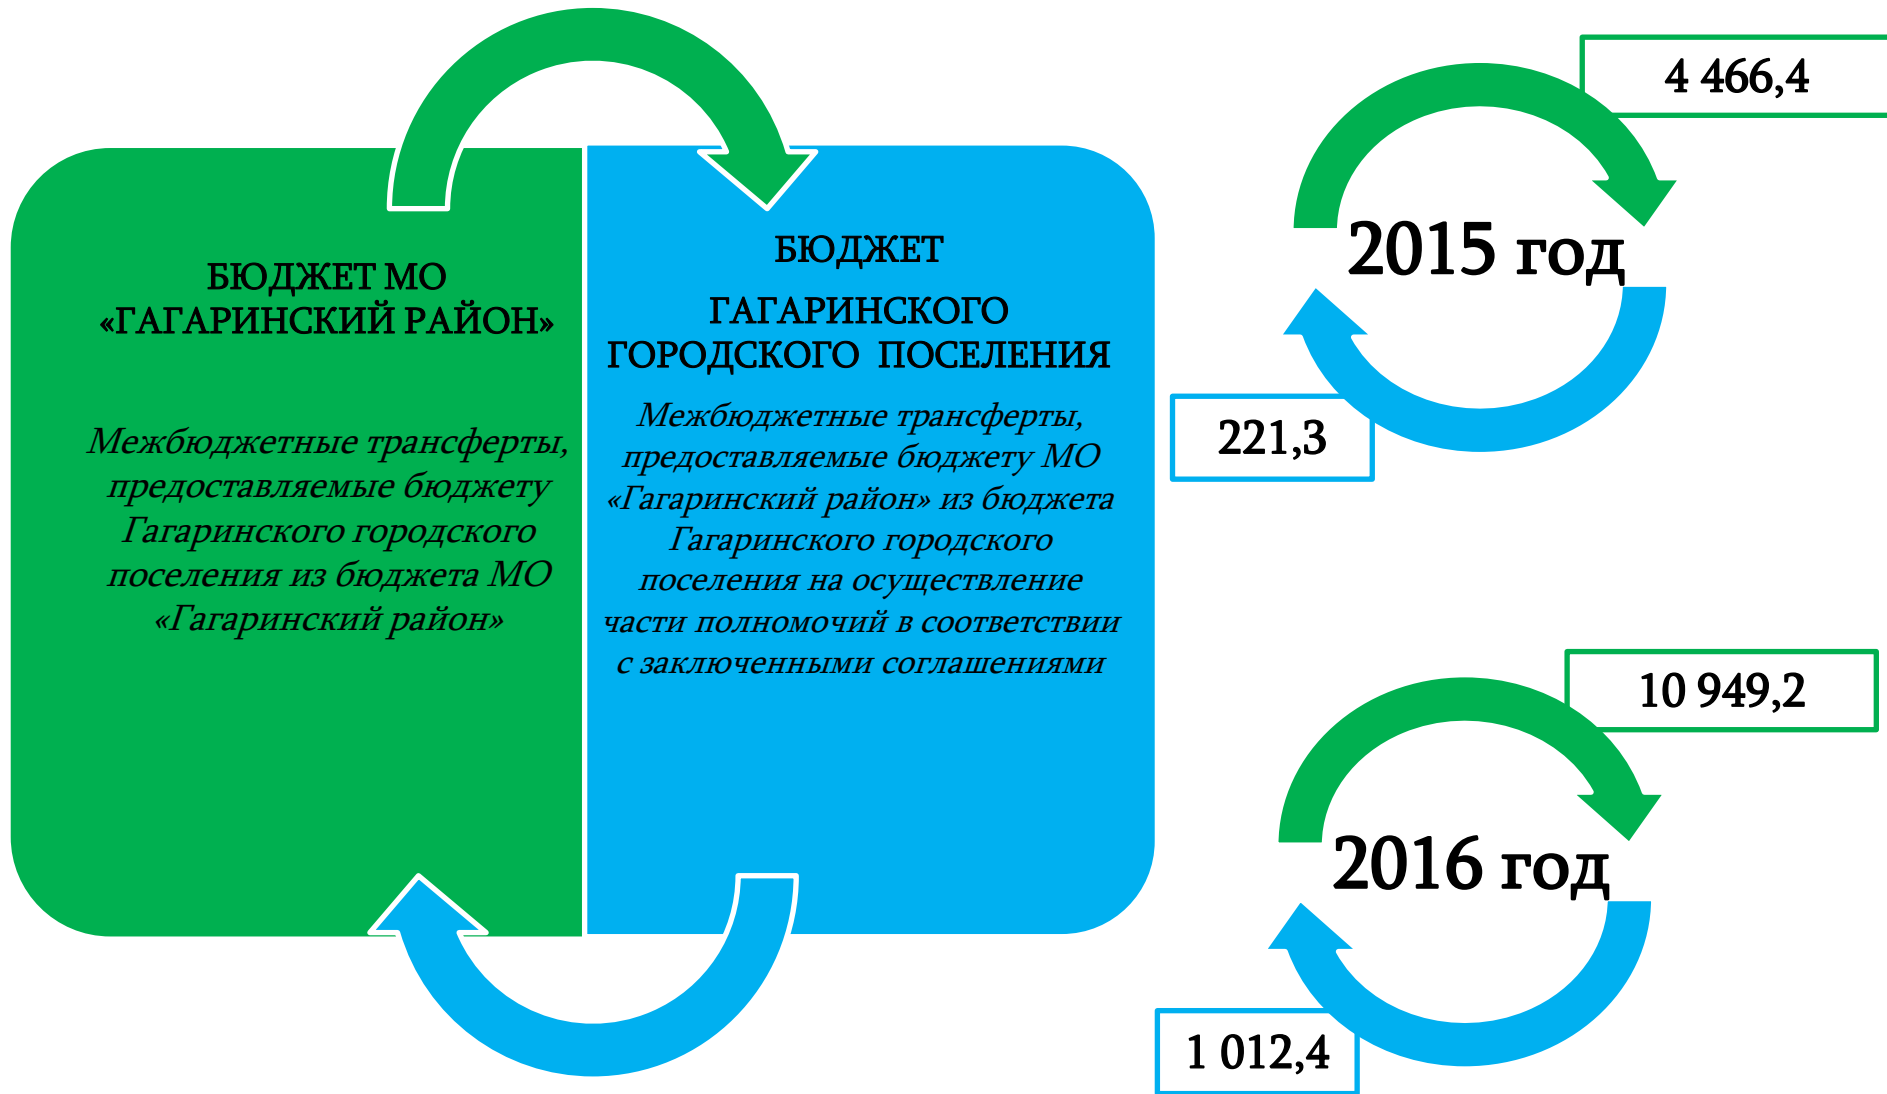 БЮДЖЕТ МО
«ГАГАРИНСКИЙ РАЙОН»
Межбюджетные трансферты,
предоставляемые бюджету
Гагаринского городского
поселения из бюджета МО
«Гагаринский район»
БЮДЖЕТ
ГАГАРИНСКОГО
ГОРОДСКОГО ПОСЕЛЕНИЯ
Межбюджетные трансферты,
предоставляемые бюджету МО
«Гагаринский район» из бюджета
Гагаринского городского
поселения на осуществление
части полномочий в соответствии
с заключенными соглашениями
4 466,4
2015 год
221,3
10 949,2
2016 год
1 012,4